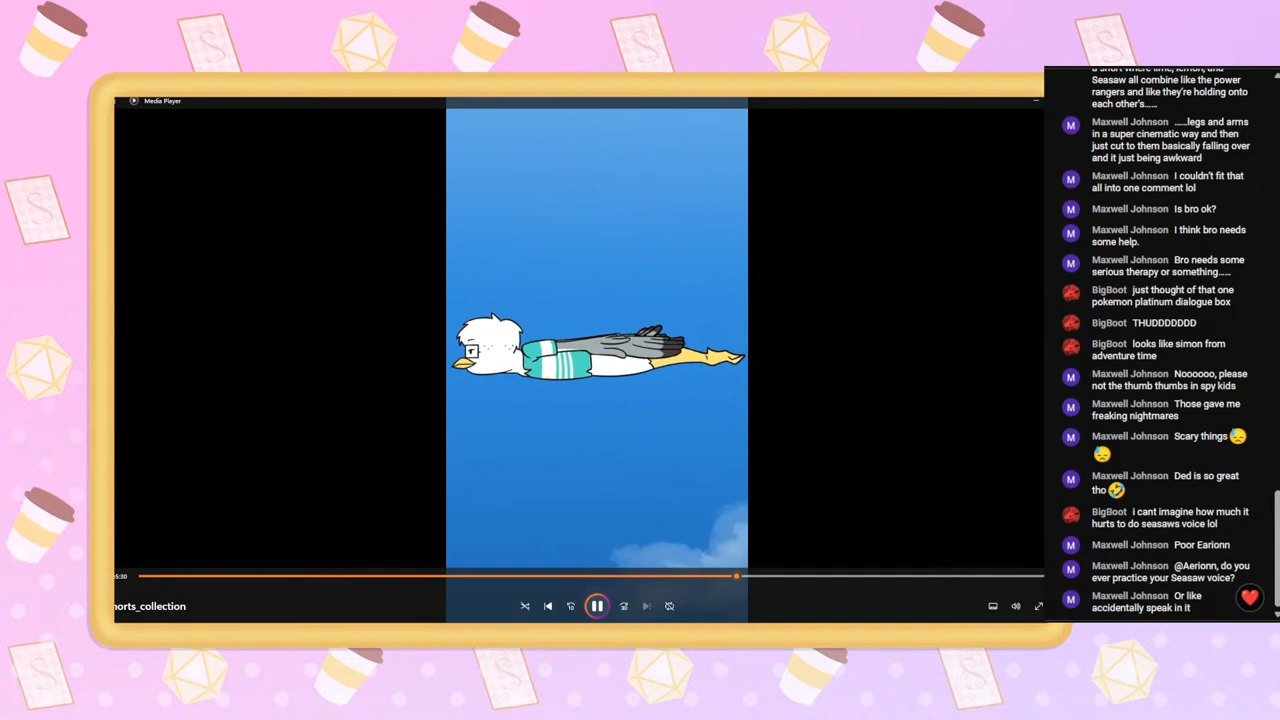 Media Player
5:30
horts_collection
Seasaw all combine like the power
rangers and like they're holding onto
each other's......
M Maxwell Johnson ......legs and arms
in a super cinematic way and then
just cut to them basically falling over
and it just being awkward
M Maxwell Johnson I couldn't fit that
all into one comment lol
M Maxwell Johnson Is bro ok?
M Maxwell Johnson I think bro needs
some help.
M Maxwell Johnson Bro needs some
serious therapy or something......
BigBoot just thought of that one
pokemon platinum dialogue box
BigBoot THUDDDDDDD
BigBoot looks like simon from
adventure time
M Maxwell Johnson Noooooo, please
not the thumb thumbs in spy kids
M Maxwell Johnson Those gave me
freaking nightmares
M Maxwell Johnson Scary things😓
😓
M Maxwell Johnson Ded is so great
tho🤣
BigBoot i cant imagine how much it
hurts to do seasaws voice lol
M Maxwell Johnson Poor Earionn
M Maxwell Johnson @Aerionn, do you
ever practice your Seasaw voice?
M Maxwell Johnson Or like
accidentally speak in it